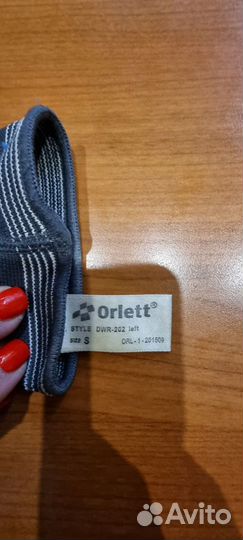 Orlett®
STYLE DWR-202 left
SIZE S DRL-1-201509
Avito